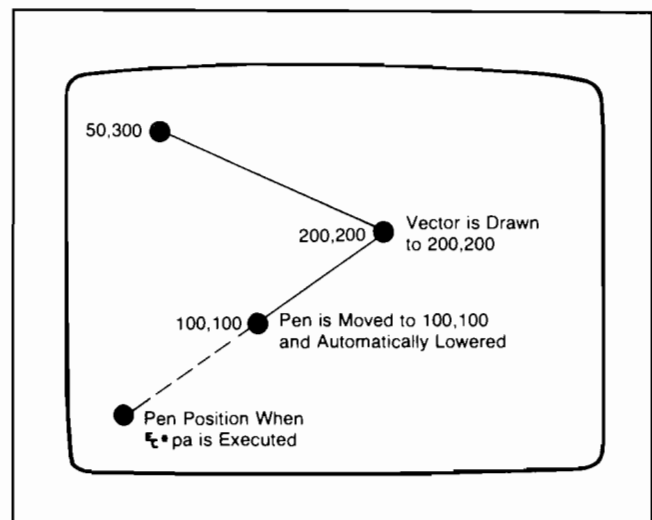 50,300
200,200
Vector is Drawn
to 200,200
100,100
Pen is Moved to 100,100
and Automatically Lowered
Pen Position When
pa is Executed